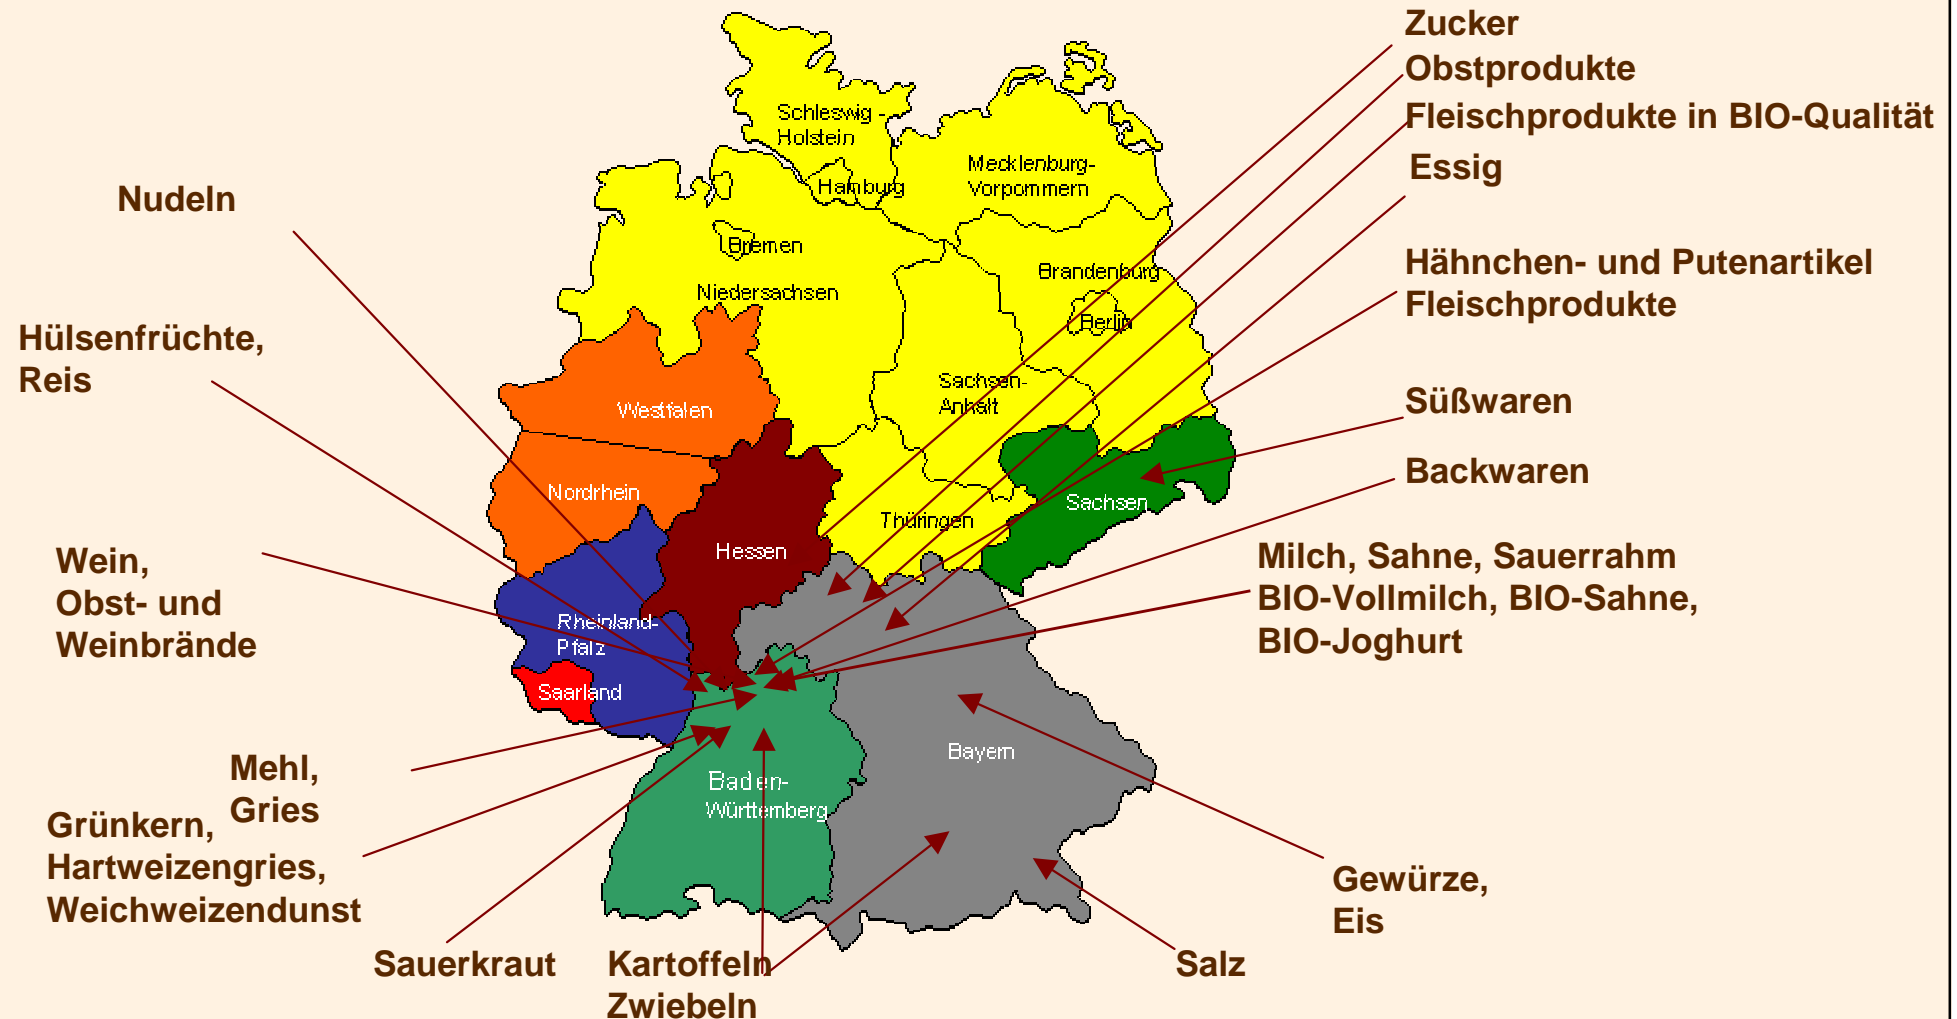 Zucker
Obstprodukte
Fleischprodukte in BIO-Qualität
Essig
Hähnchen- und Putenartikel
Fleischprodukte
Süßwaren
Backwaren
Milch, Sahne, Sauerrahm
BIO-Vollmilch, BIO-Sahne,
BIO-Joghurt
Gewürze,
Eis
Salz
Kartoffeln
Zwiebeln
Sauerkraut
Grünkern,
Hartweizengries,
Weichweizendunst
Mehl,
Gries
Wein,
Obst- und
Weinbrände
Hülsenfrüchte,
Reis
Nudeln
Schleswig -
Holstein
Hamburg
Mecklenburg-
Vorpommern
Bremen
Niedersachsen
Brandenburg
Berlin
Sachsen-
Anhalt
Westfalen
Nordrhein
Hessen
Thüringen
Sachsen
Rheinland-
Pfalz
Saarland
Baden-
Württemberg
Bayern